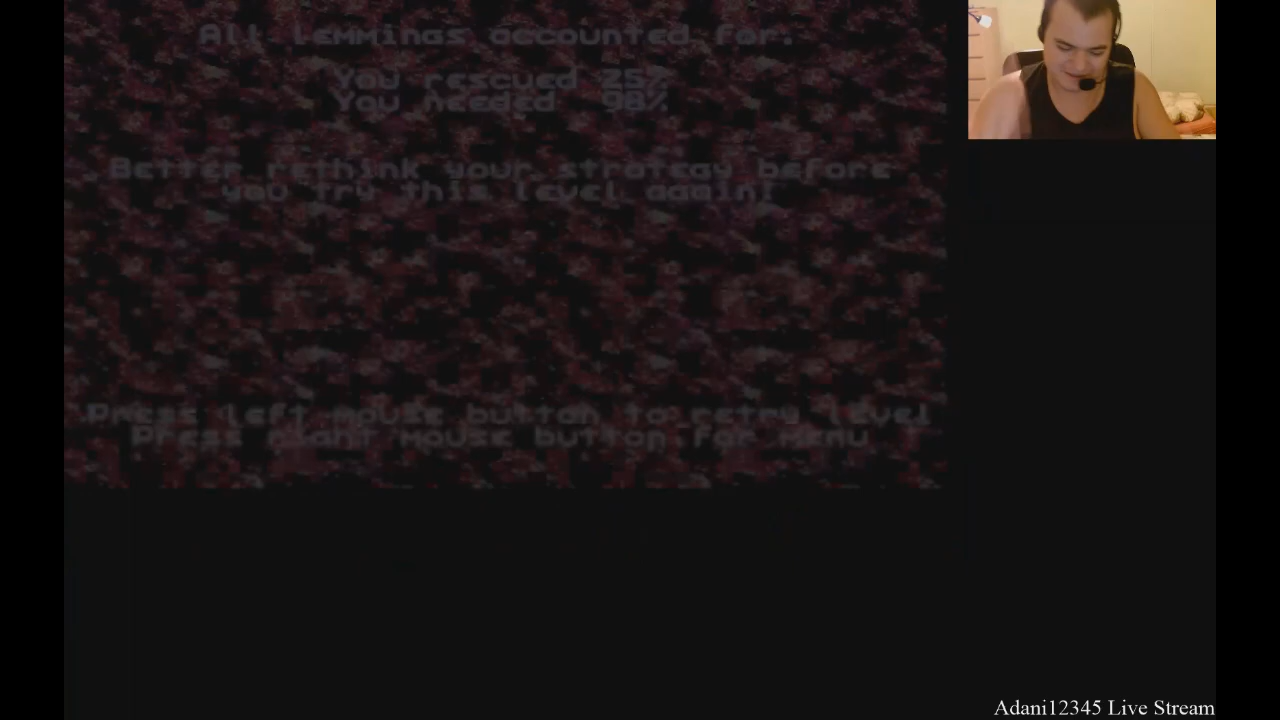 All lemmings accounted for.
You rescued 25%
You needed 98%
Better rethink your strategy before
you try this level again!
Press left mouse button to retry level
Press right mouse button for menu
Adani12345 Live Stream